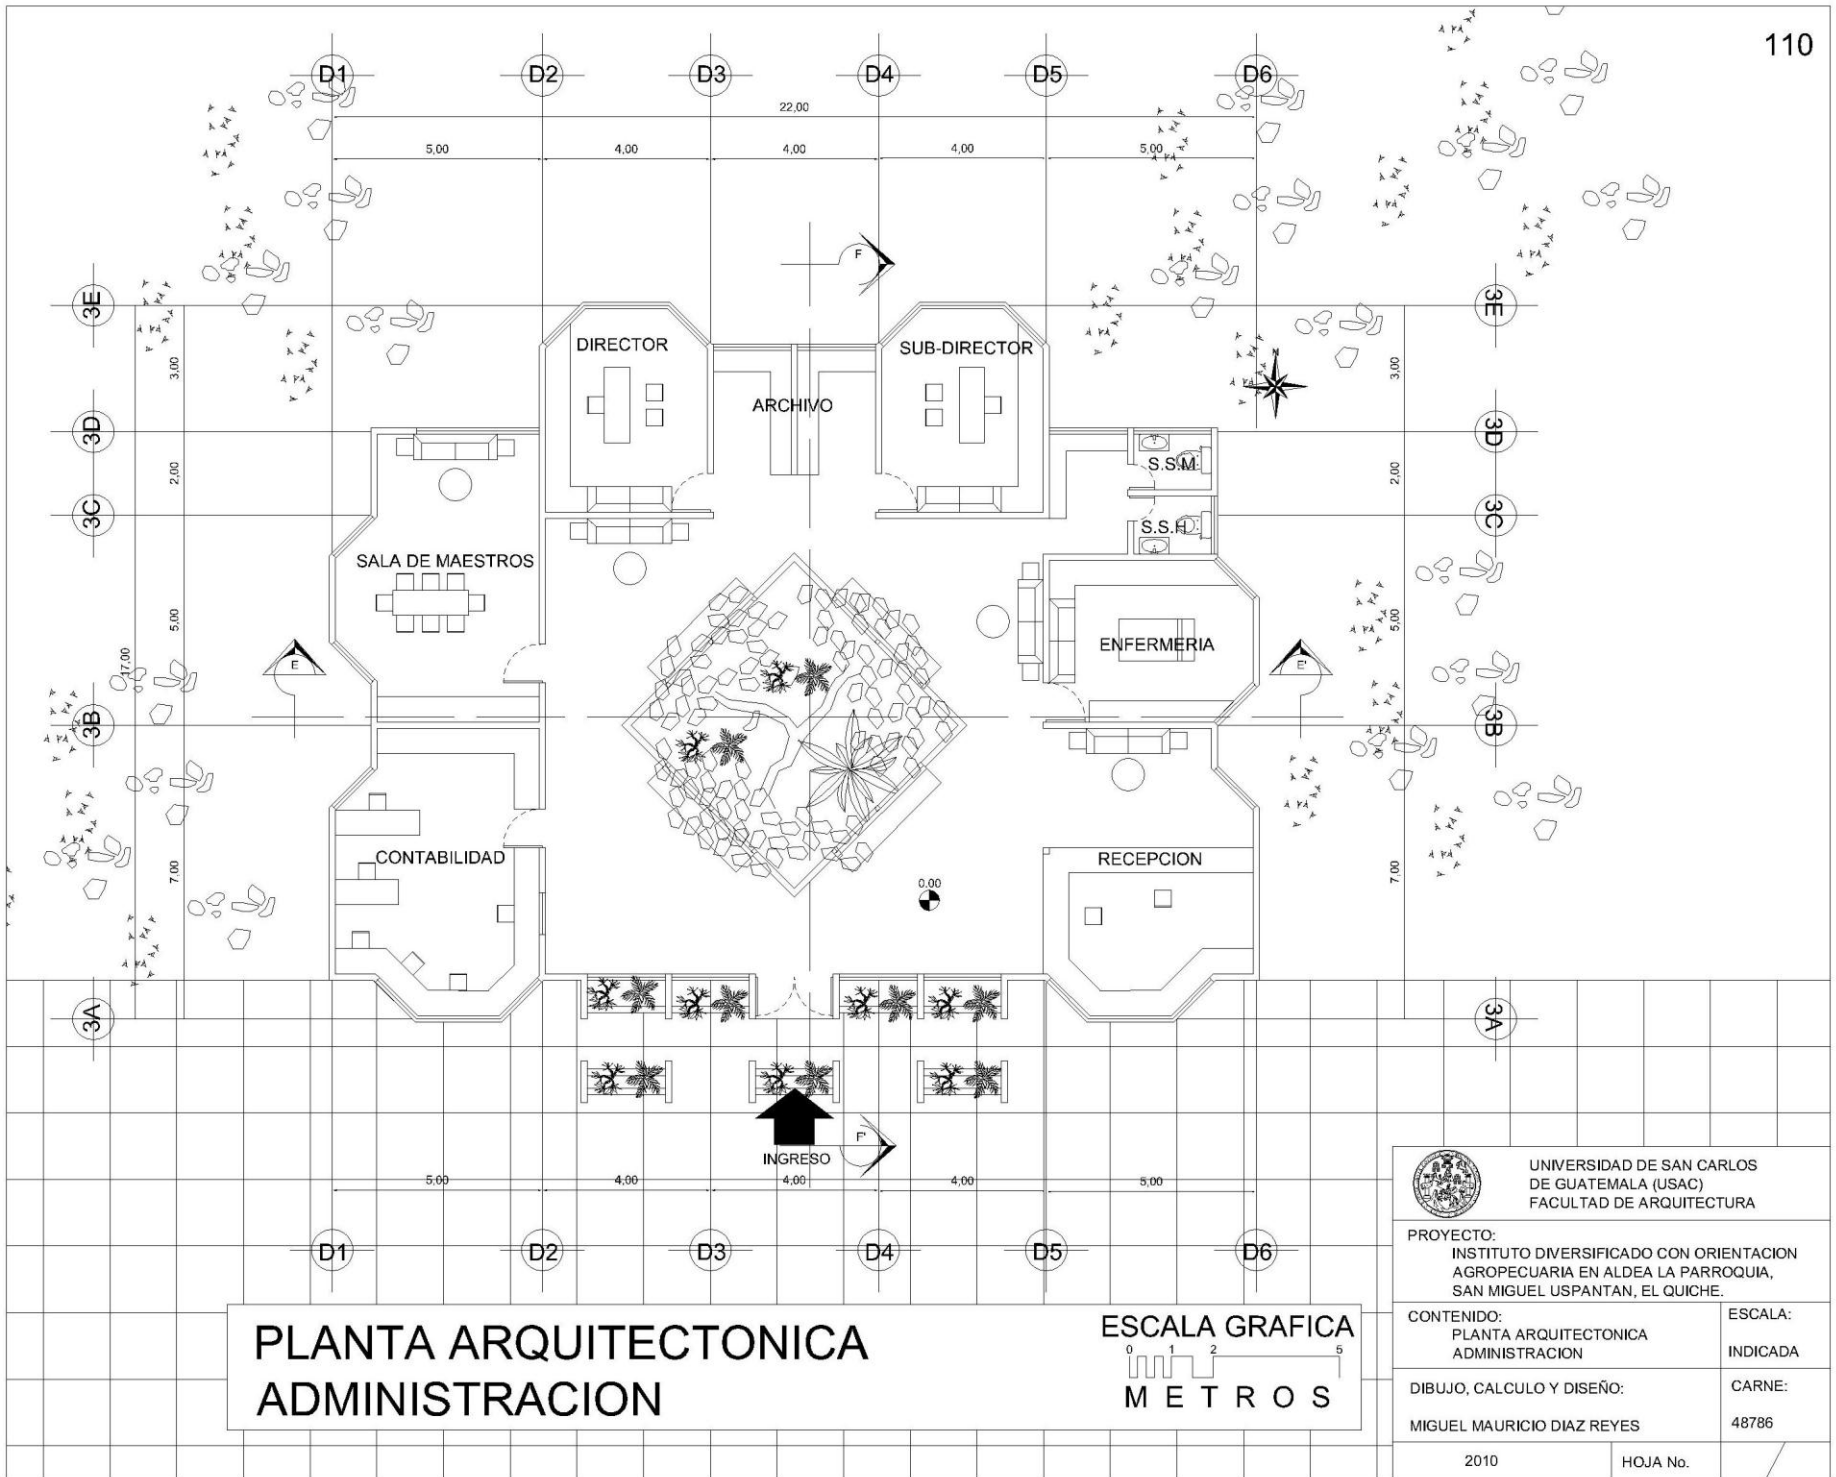 110
D1
D2
D3
D4
D5
D6
22,00
5,00
4,00
4,00
4,00
5,00
F
3E
3E
3,00
3,00
DIRECTOR
SUB-DIRECTOR
N
ARCHIVO
3D
3D
S.S.M.
2,00
2,00
3C
3C
S.S.H
SALA DE MAESTROS
5,00
5,00
ENFERMERIA
17,00
E
E'
3B
3B
CONTABILIDAD
RECEPCION
7,00
7,00
0.00
3A
3A
F'
INGRESO
5,00
4,00
4,00
4,00
5,00
D1
D2
D3
D4
D5
D6
PLANTA ARQUITECTONICA
ADMINISTRACION
ESCALA GRAFICA
0 1 2 5
METROS
UNIVERSIDAD DE SAN CARLOS
DE GUATEMALA (USAC)
FACULTAD DE ARQUITECTURA
PROYECTO:
INSTITUTO DIVERSIFICADO CON ORIENTACION
AGROPECUARIA EN ALDEA LA PARROQUIA,
SAN MIGUEL USPANTAN, EL QUICHE.
CONTENIDO:
PLANTA ARQUITECTONICA
ADMINISTRACION
ESCALA:
INDICADA
DIBUJO, CALCULO Y DISEÑO:
MIGUEL MAURICIO DIAZ REYES
CARNE:
48786
2010
HOJA No.
/